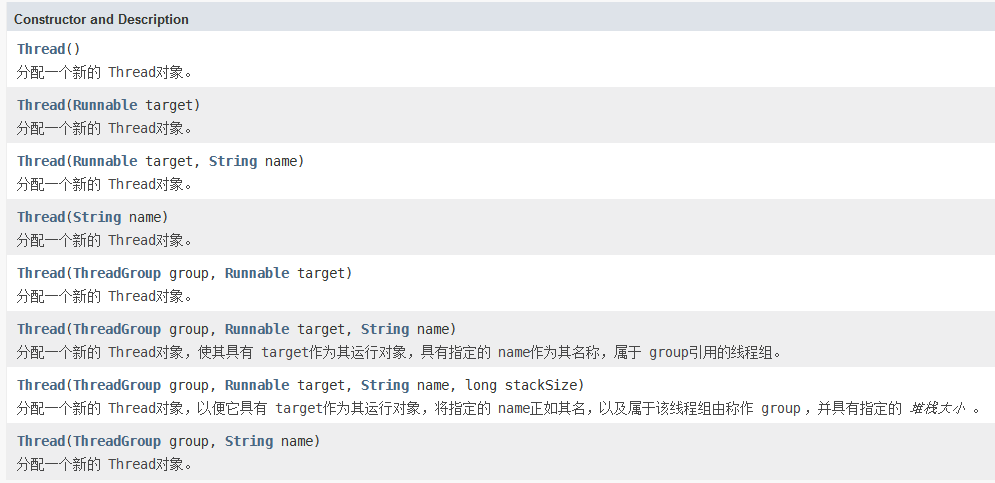 Constructor and Description
Thread()
分配一个新的 Thread对象。
Thread(Runnable target)
分配一个新的 Thread对象。
Thread(Runnable target, String name)
分配一个新的 Thread对象。
Thread(String name)
分配一个新的 Thread对象。
Thread(ThreadGroup group, Runnable target)
分配一个新的 Thread对象。
Thread(ThreadGroup group, Runnable target, String name)
分配一个新的 Thread对象，使其具有 target作为其运行对象，具有指定的 name作为其名称，属于 group引用的线程组。
Thread(ThreadGroup group, Runnable target, String name, long stackSize)
分配一个新的 Thread对象，以便它具有 target作为其运行对象，将指定的 name正如其名，以及属于该线程组由称作 group ，并具有指定的 堆栈大小 。
Thread(ThreadGroup group, String name)
分配一个新的 Thread对象。